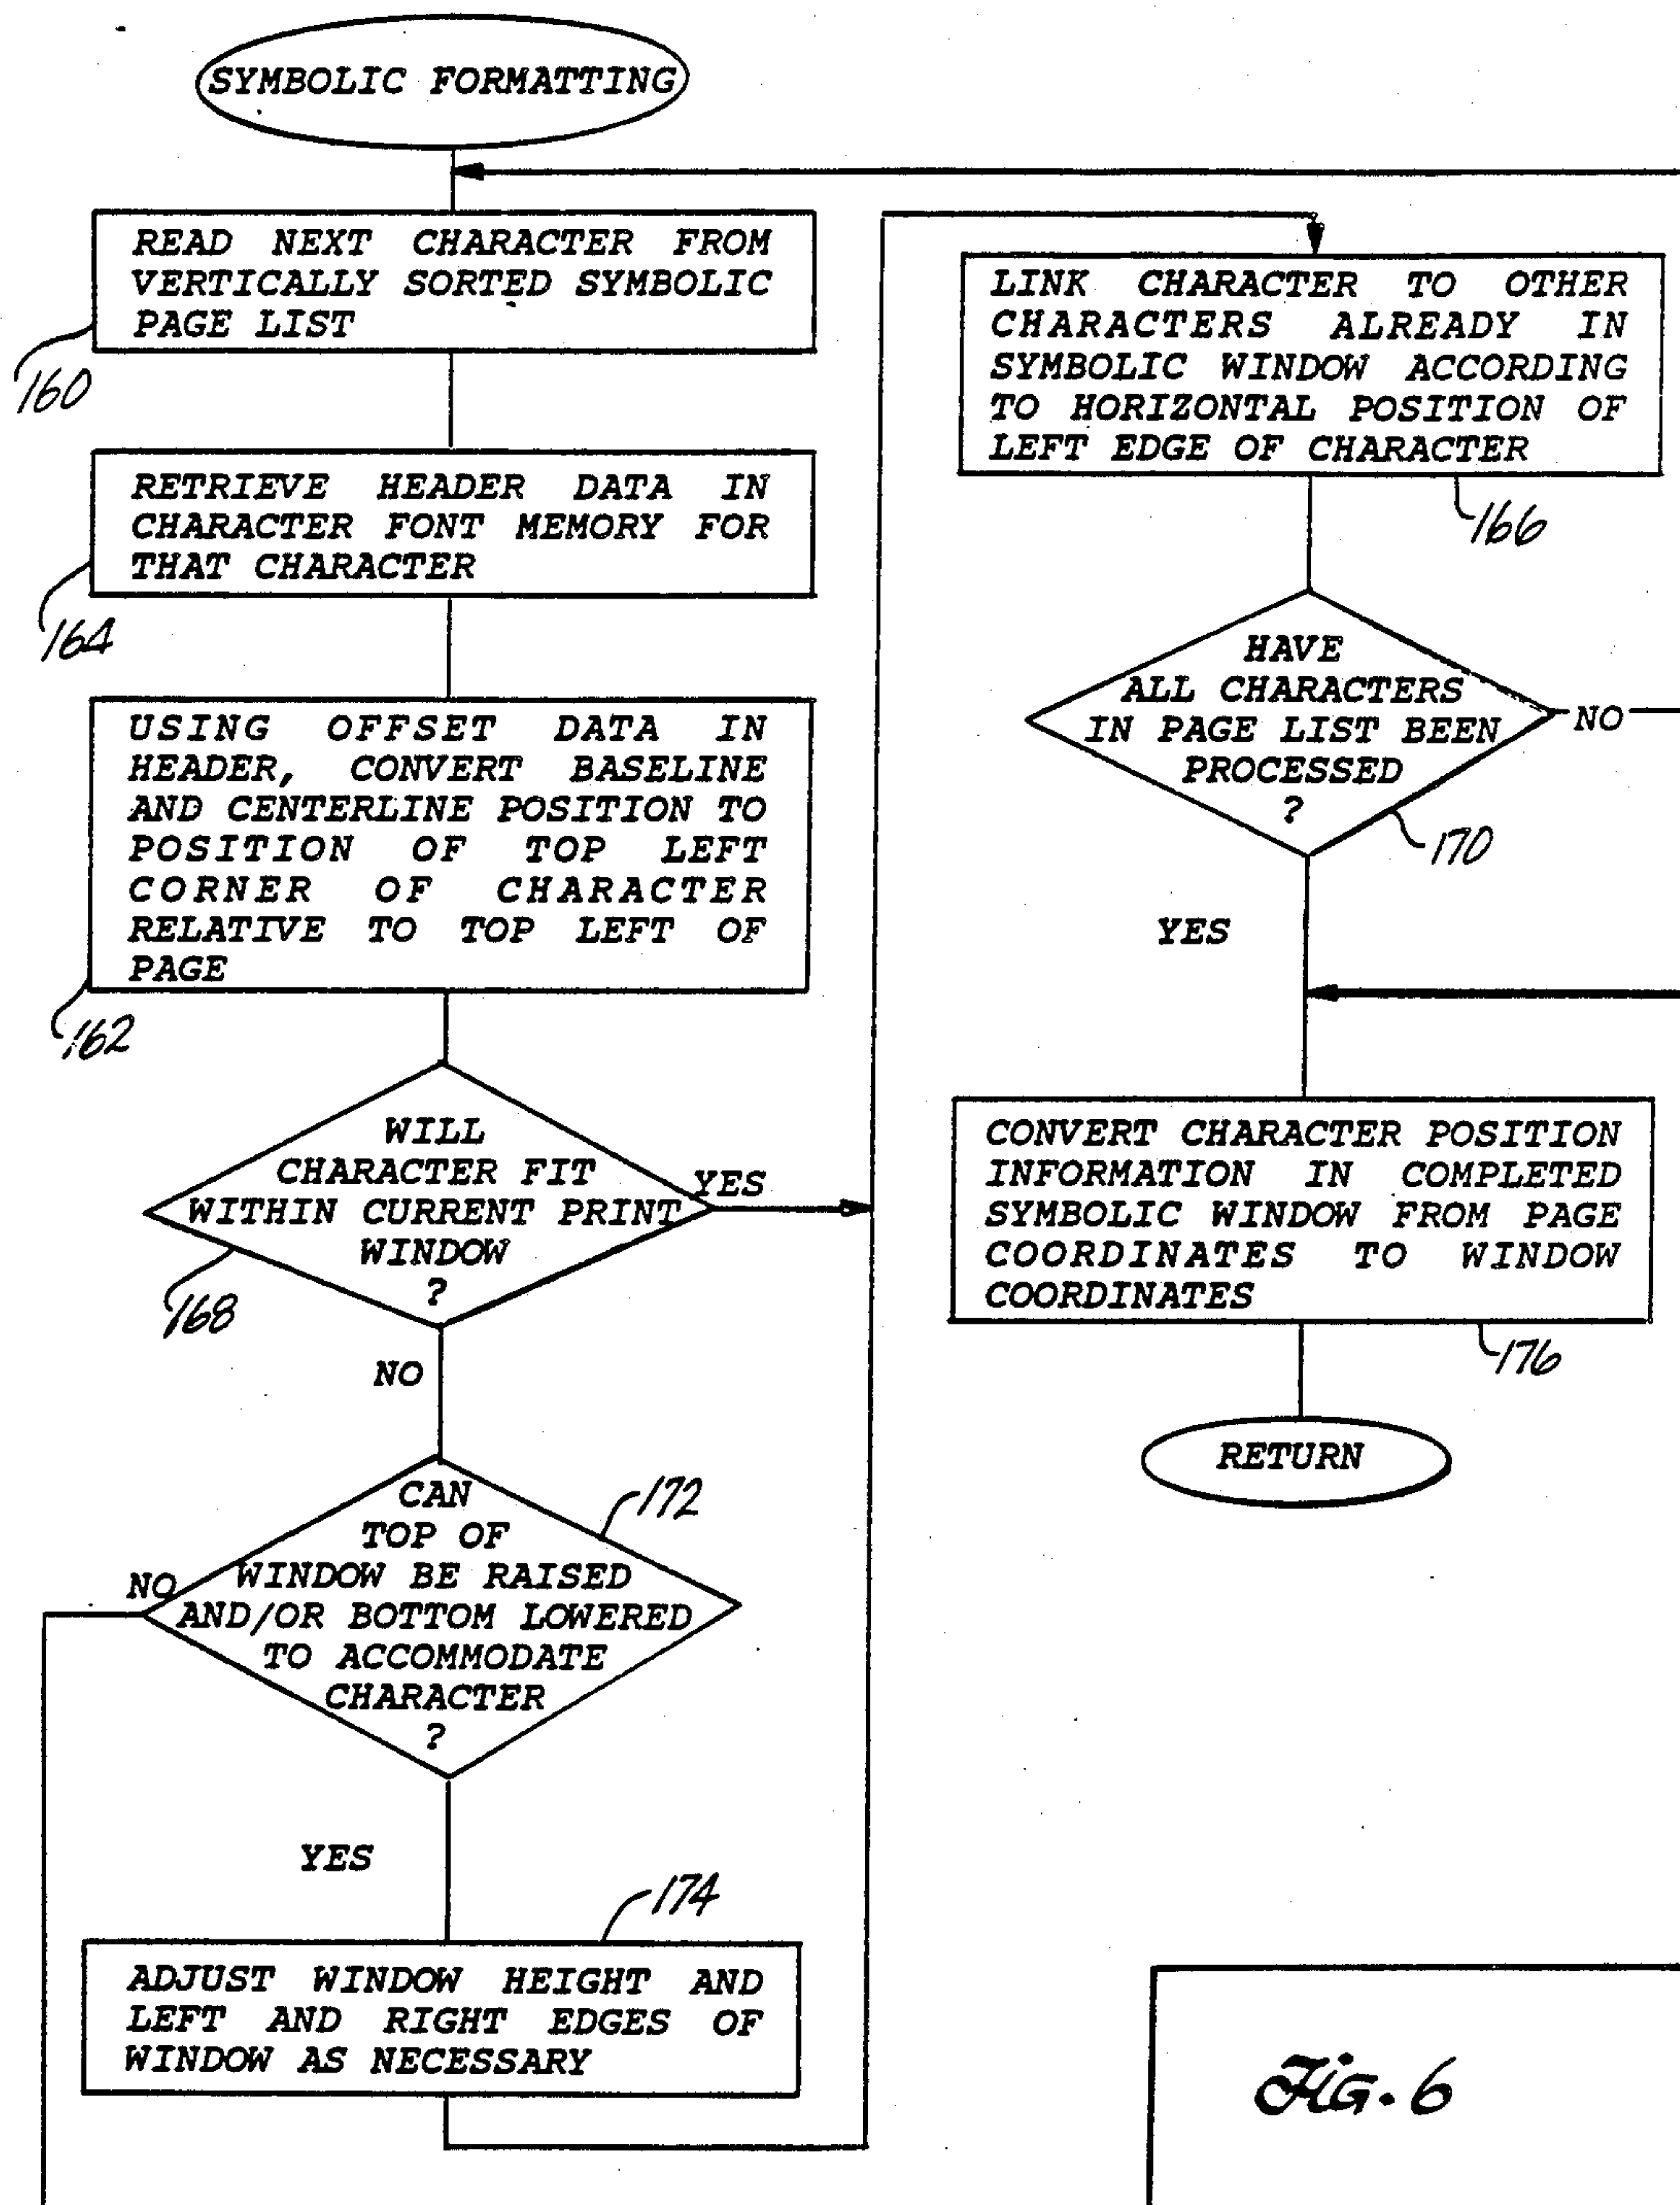 SYMBOLIC FORMATTING
READ NEXT CHARACTER FROM
VERTICALLY SORTED SYMBOLIC
PAGE LIST
160
RETRIEVE HEADER DATA IN
CHARACTER FONT MEMORY FOR
THAT CHARACTER
164
USING OFFSET DATA IN
HEADER, CONVERT BASELINE
AND CENTERLINE POSITION TO
POSITION OF TOP LEFT
CORNER OF CHARACTER
RELATIVE TO TOP LEFT OF
PAGE
162
WILL
CHARACTER FIT
WITHIN CURRENT PRINT
WINDOW
?
YES
168
NO
CAN
TOP OF
WINDOW BE RAISED
AND/OR BOTTOM LOWERED
TO ACCOMMODATE
CHARACTER
?
172
NO
YES
174
ADJUST WINDOW HEIGHT AND
LEFT AND RIGHT EDGES OF
WINDOW AS NECESSARY
LINK CHARACTER TO OTHER
CHARACTERS ALREADY IN
SYMBOLIC WINDOW ACCORDING
TO HORIZONTAL POSITION OF
LEFT EDGE OF CHARACTER
166
HAVE
ALL CHARACTERS
IN PAGE LIST BEEN
PROCESSED
?
NO
170
YES
CONVERT CHARACTER POSITION
INFORMATION IN COMPLETED
SYMBOLIC WINDOW FROM PAGE
COORDINATES TO WINDOW
COORDINATES
176
RETURN
FIG. 6